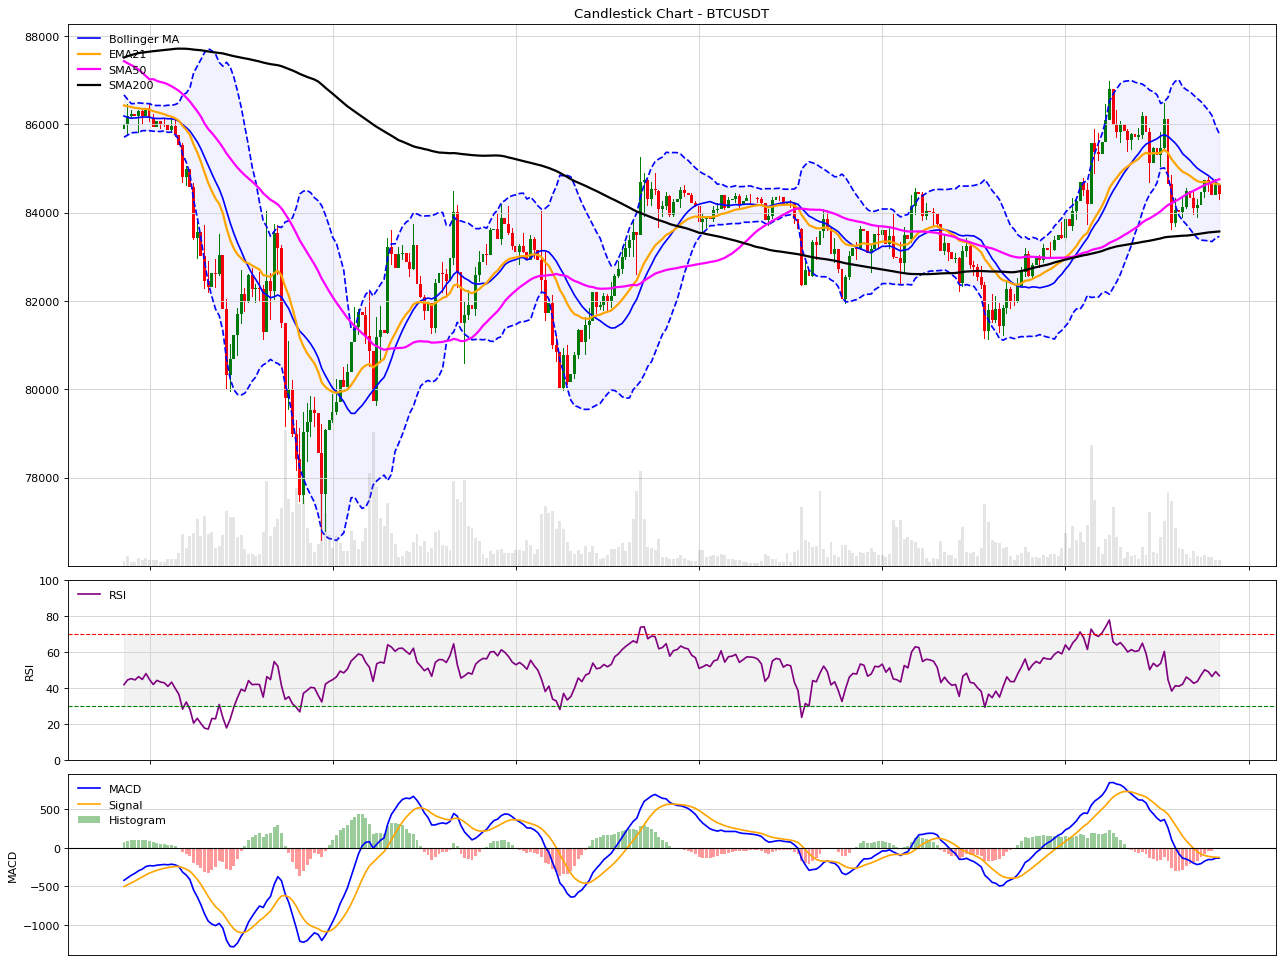 Candlestick Chart - BTCUSDT
88000
86000
84000
82000
80000
78000
Bollinger MA
EMA21
SMA50
SMA200
100
80
60
40
20
0
RSI
RSI
500
0
−500
−1000
MACD
MACD
Signal
Histogram